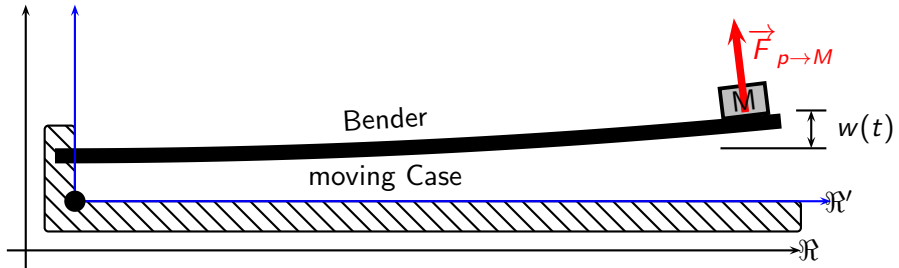 M
F p→M
w(t)
Bender
moving Case
ℜ′
ℜ